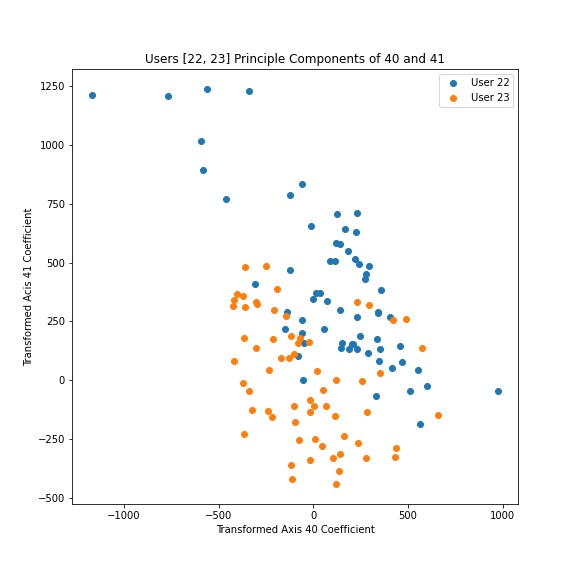 Users [22, 23] Principle Components of 40 and 41
User 22
User 23
1250
1000
750
500
250
0
−250
−500
Transformed Acis 41 Coefficient
−1000
−500
0
500
1000
Transformed Axis 40 Coefficient